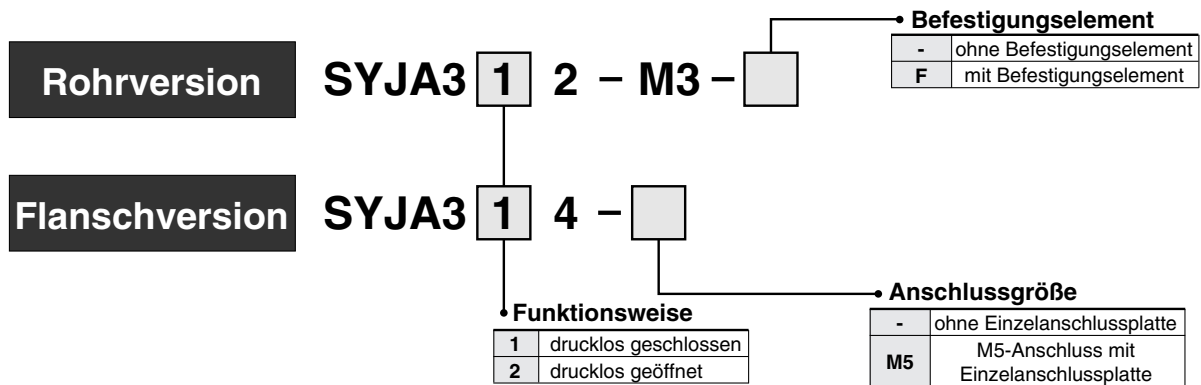 Befestigungselement
- ohne Befestigungselement
F mit Befestigungselement
Rohrversion SYJA3 1 2 – M3 –
Flanschversion SYJA3 1 4 –
Funktionsweise
1 drucklos geschlossen
2 drucklos geöffnet
Anschlussgröße
- ohne Einzelanschlussplatte
M5 M5-Anschluss mit
Einzelanschlussplatte